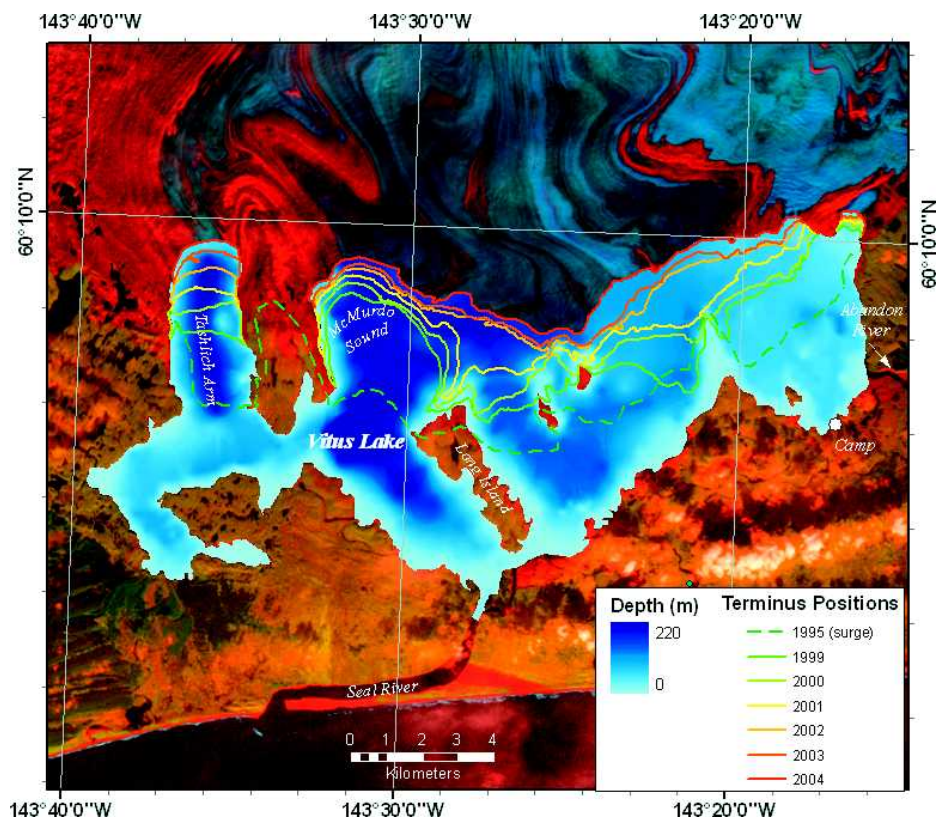 143°40'0"W
143°30'0"W
143°20'0"W
60°10'0"N
60°10'0"N
Tashlich Arm
McMurdo
Sound
Abandon
River
Vitus Lake
Long Island
Camp
Seal River
0 1 2 3 4
Kilometers
Depth (m)
220
0
Terminus Positions
1995 (surge)
1999
2000
2001
2002
2003
2004
143°40'0"W
143°30'0"W
143°20'0"W